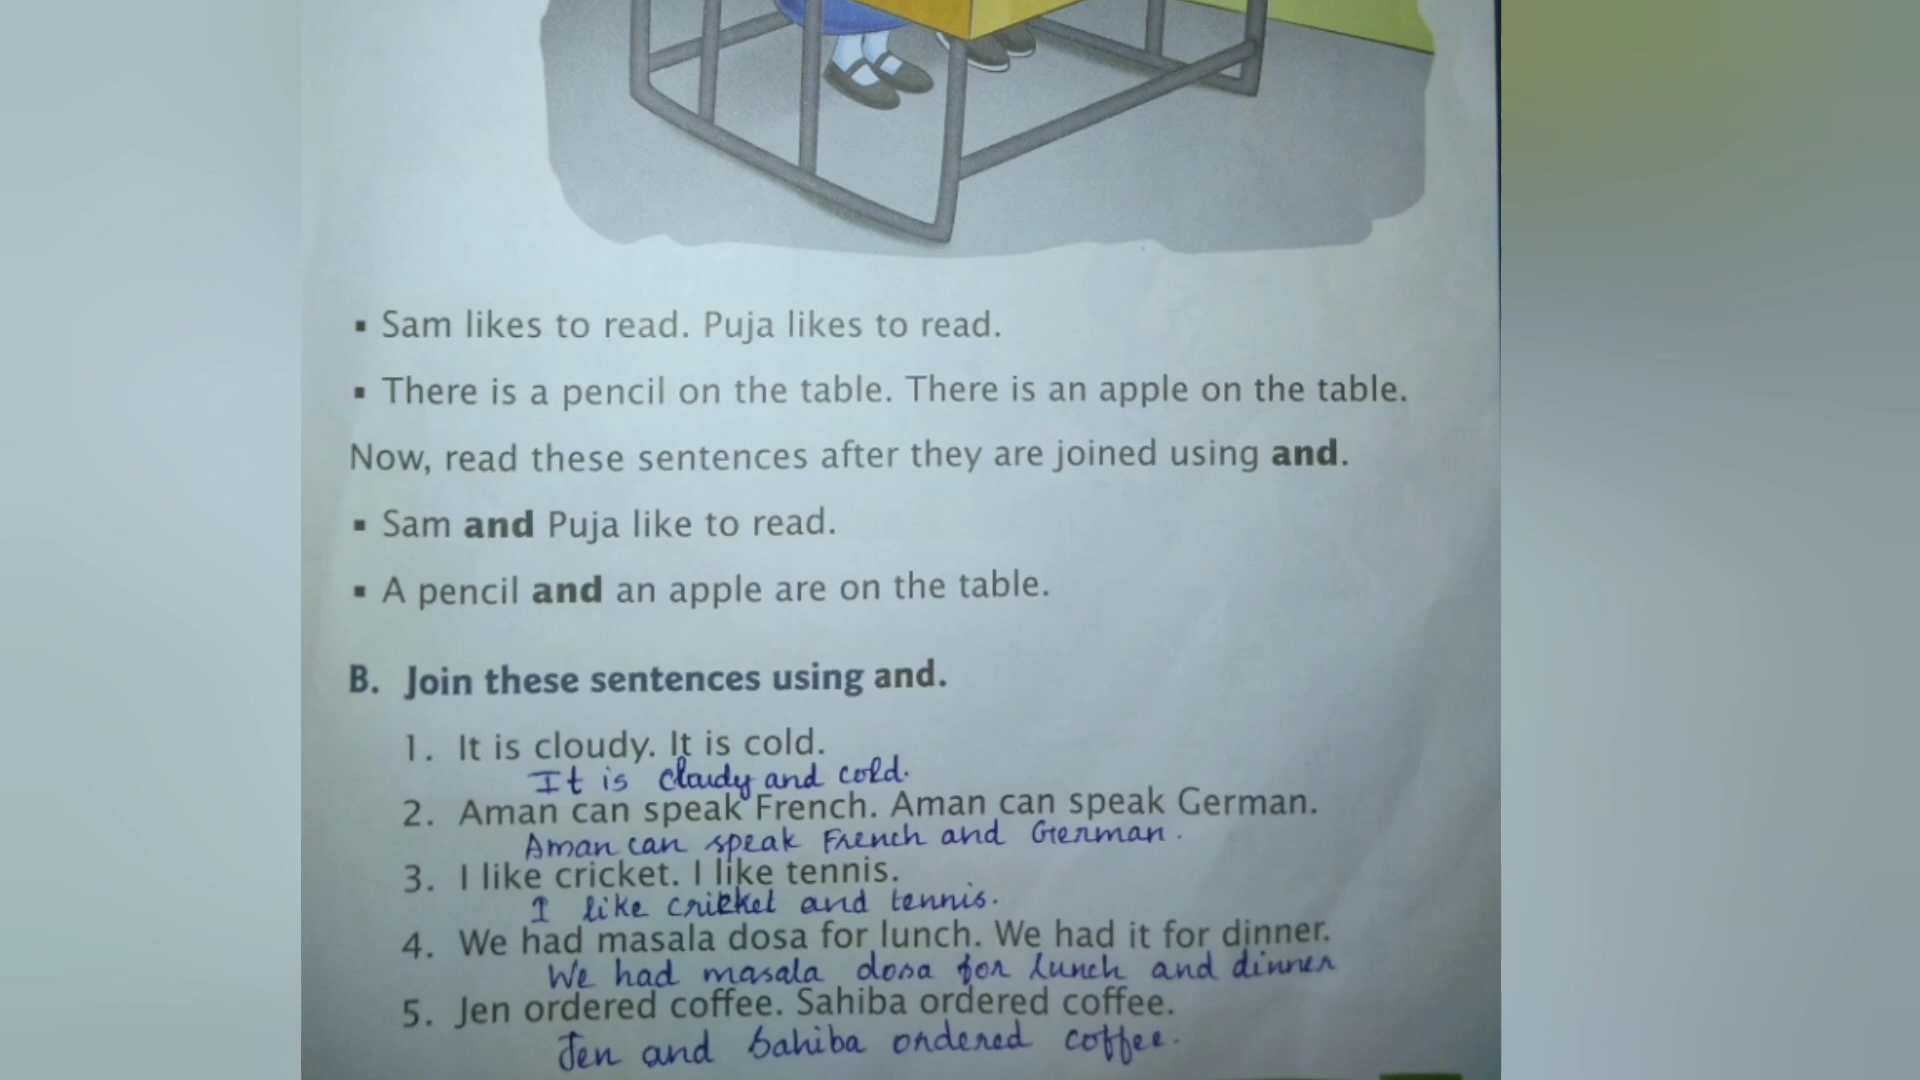 ▪ Sam likes to read. Puja likes to read.
▪ There is a pencil on the table. There is an apple on the table.
Now, read these sentences after they are joined using and.
▪ Sam and Puja like to read.
▪ A pencil and an apple are on the table.
B. Join these sentences using and.
1. It is cloudy. It is cold.
It is cloudy and cold.
2. Aman can speak French. Aman can speak German.
Aman can speak French and German.
3. I like cricket. I like tennis.
I like cricket and tennis.
4. We had masala dosa for lunch. We had it for dinner.
We had masala dosa for lunch and dinner
5. Jen ordered coffee. Sahiba ordered coffee.
Jen and Sahiba ordered coffee.